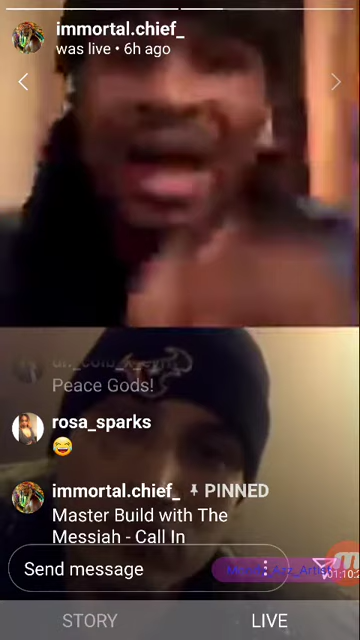 immortal.chief_
was live • 6h ago
Peace Gods!
rosa_sparks
immortal.chief_ PINNED
Master Build with The
Messiah - Call In
Send message
STORY LIVE